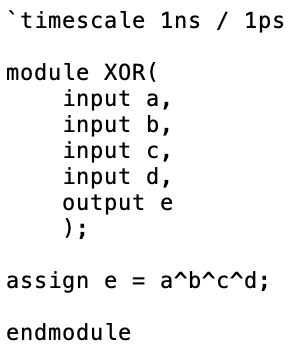 `timescale 1ns / 1ps
module XOR(
input a,
input b,
input c,
input d,
output e
);
assign e = a^b^c^d;
endmodule